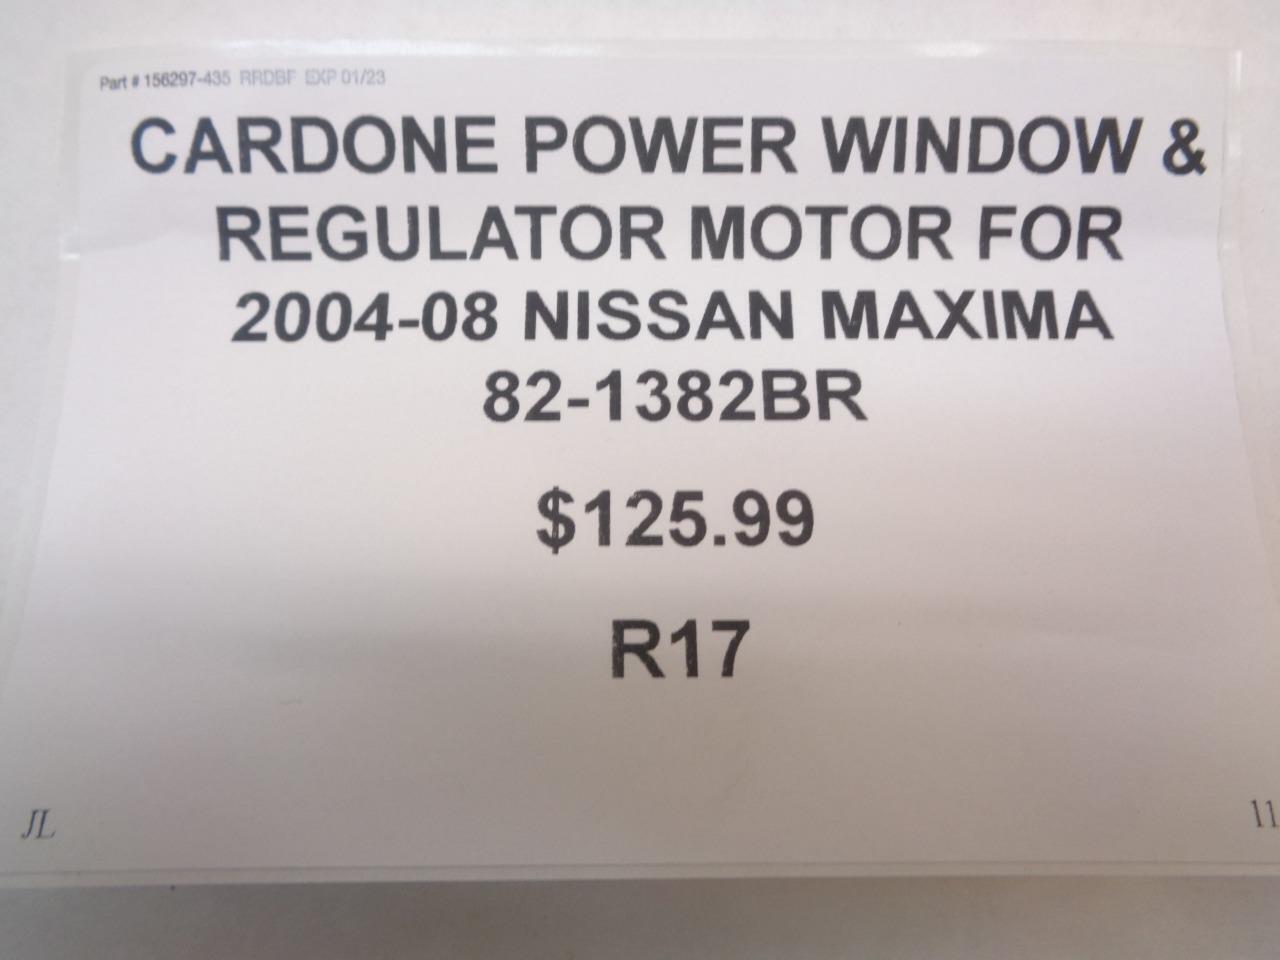 Part # 156297-435 RRDBF EXP 01/23
CARDONE POWER WINDOW &
REGULATOR MOTOR FOR
2004-08 NISSAN MAXIMA
82-1382BR
$125.99
R17
JL
11